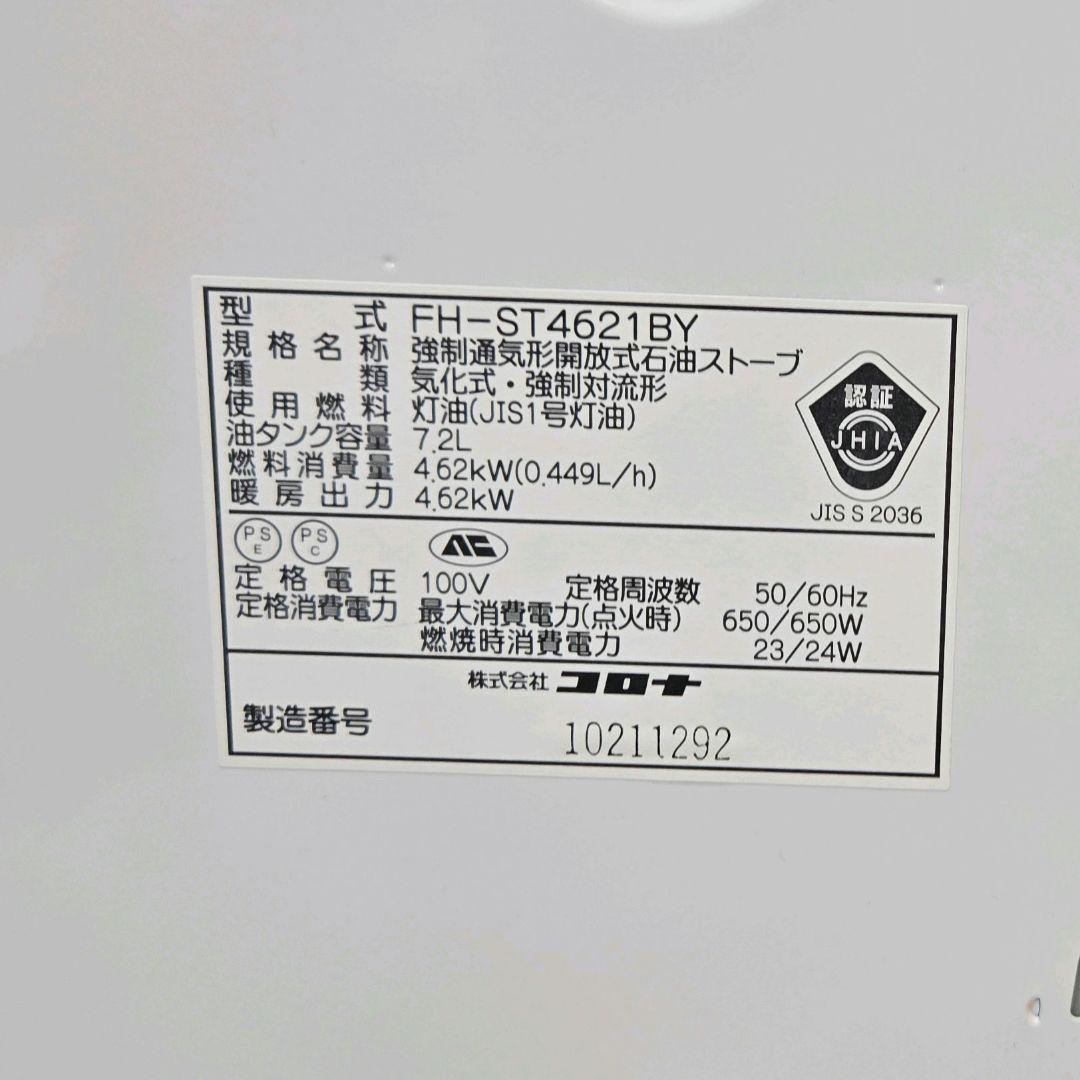 型式 FH-ST4621BY
規格名称 強制通気形開放式石油ストーブ
種類 気化式・強制対流形
使用燃料 灯油(JIS1号灯油)
油タンク容量 7.2L
燃料消費量 4.62kW(0.449L/h)
暖房出力 4.62kW
認証
JHIA
JIS S 2036
PS E PS C
定格電圧 100V 定格周波数 50/60Hz
定格消費電力 最大消費電力(点火時) 650/650W
燃焼時消費電力 23/24W
株式会社 コロナ
製造番号 10211292